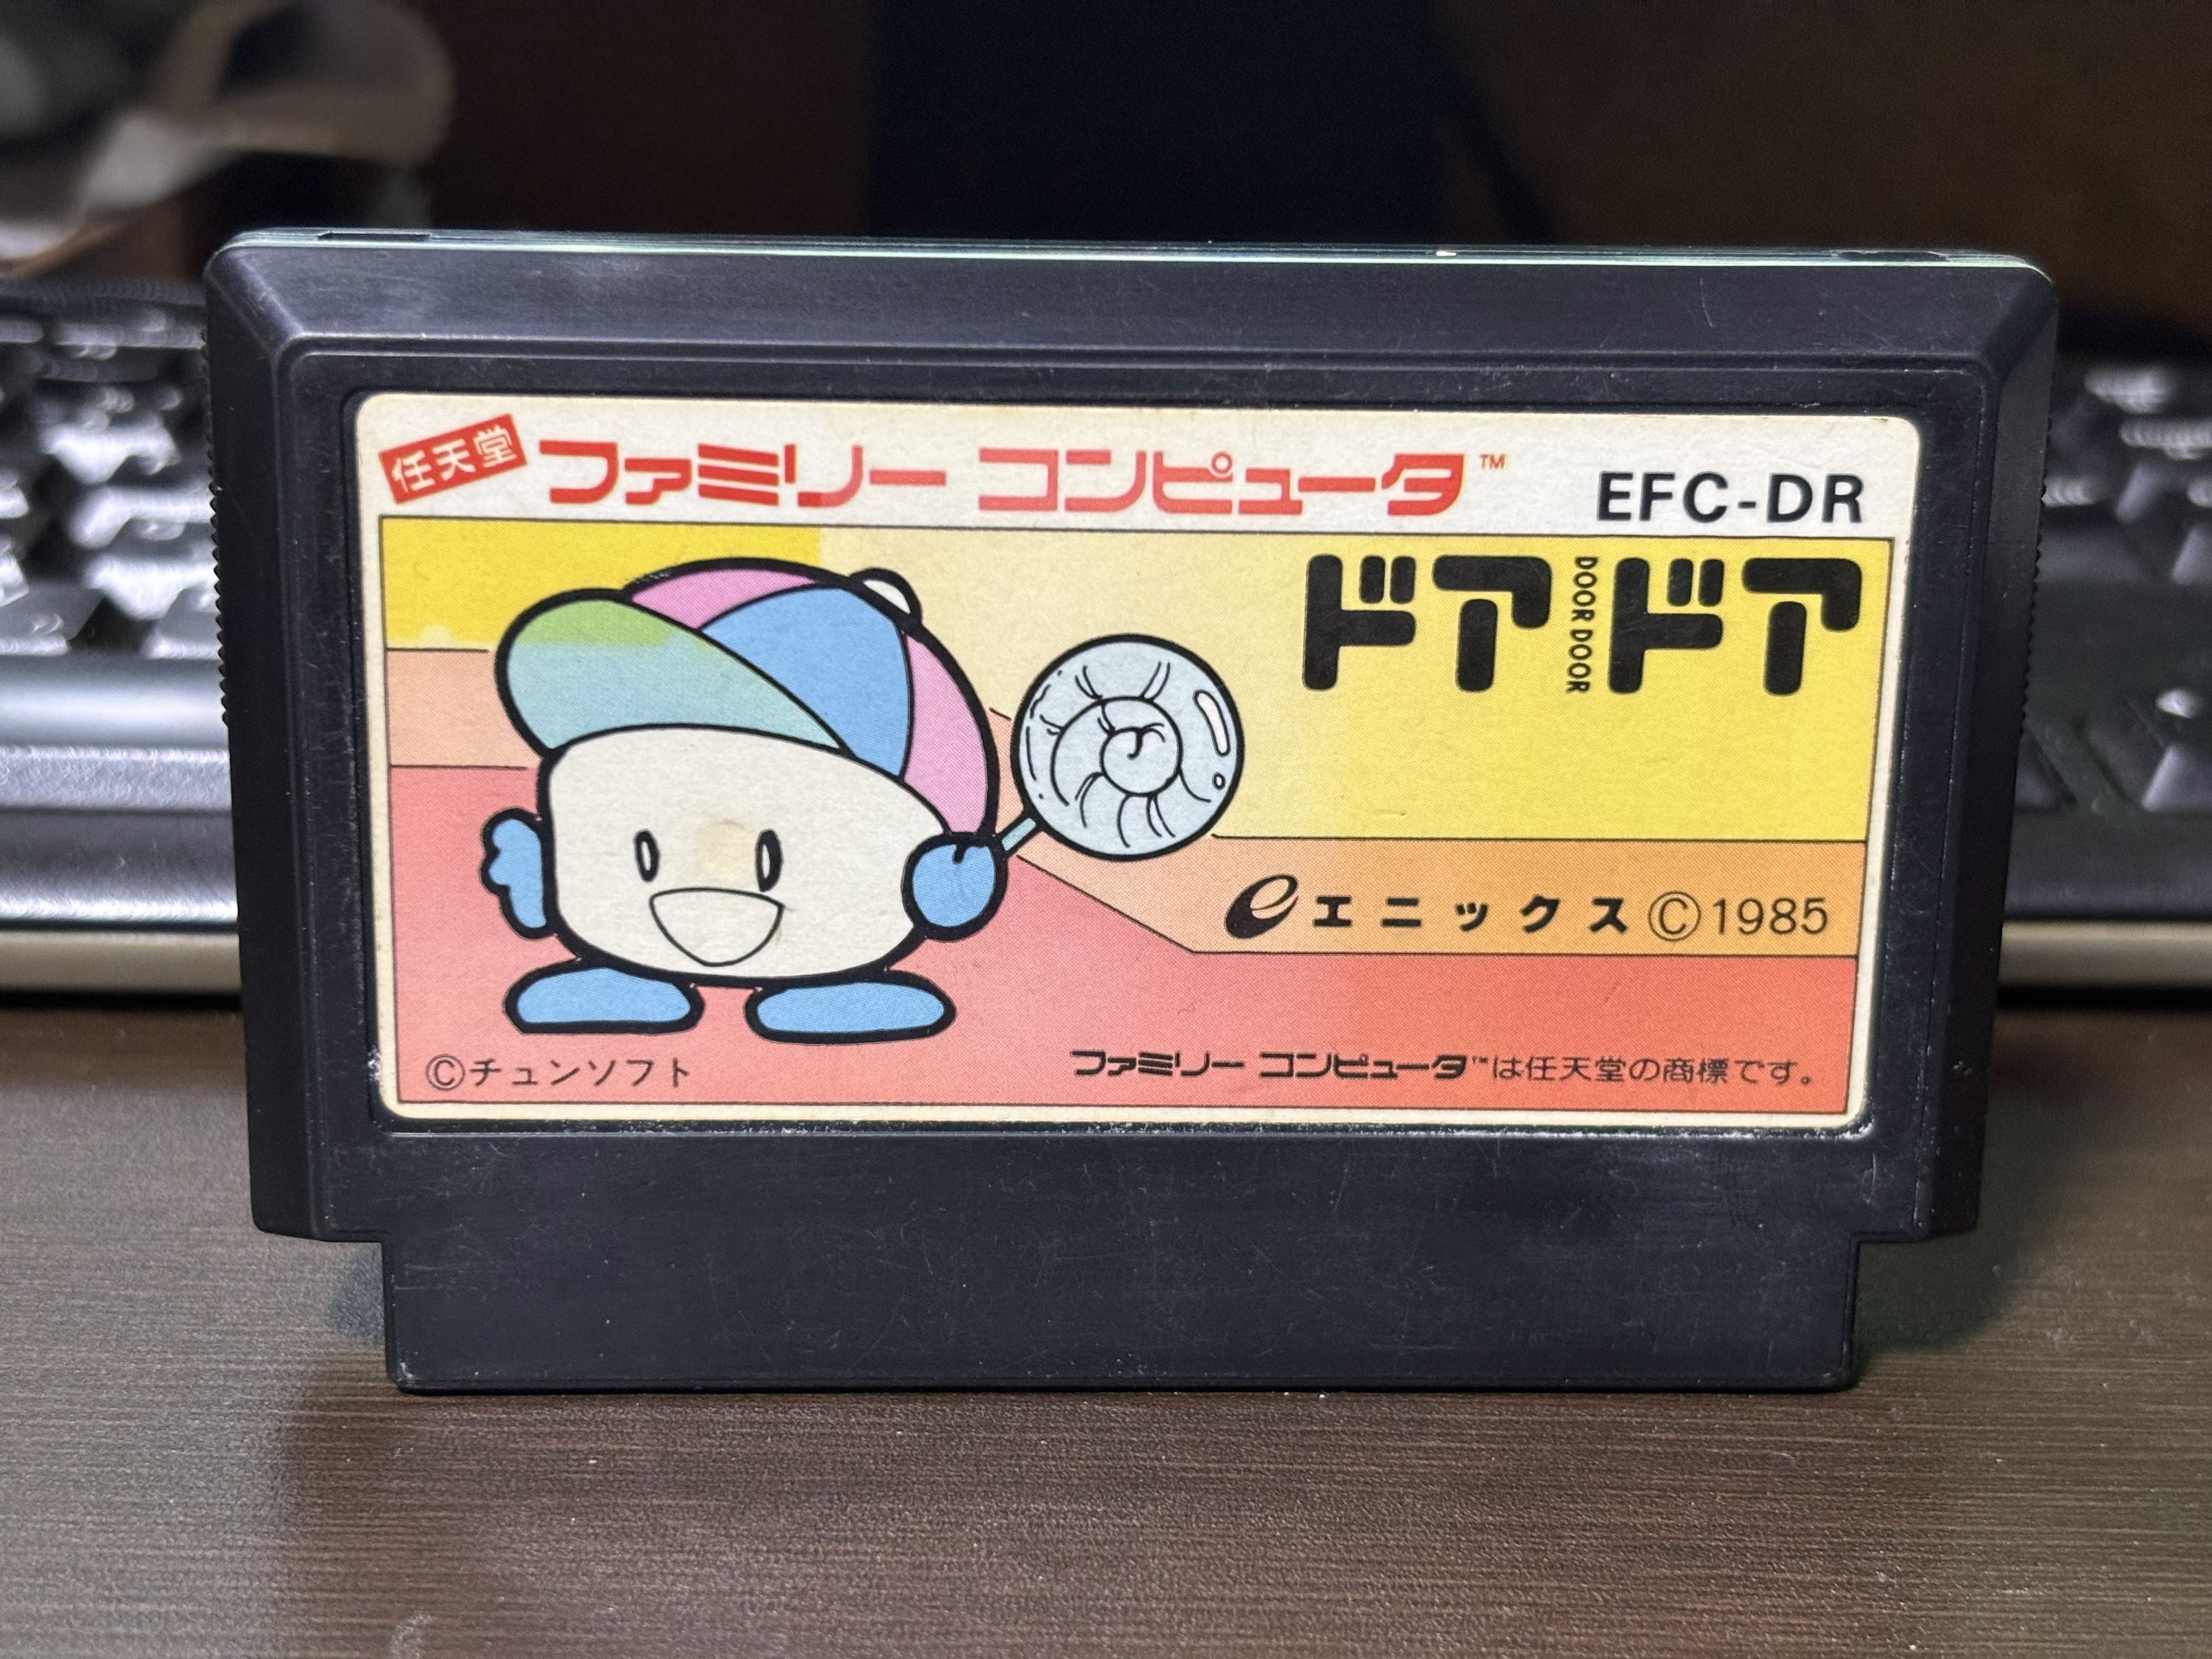 任天堂 ファミリー コンピュータ™ EFC-DR
ドア DOOR DOOR ドア
e エニックス ©1985
©チュンソフト
ファミリー コンピュータ™は任天堂の商標です。